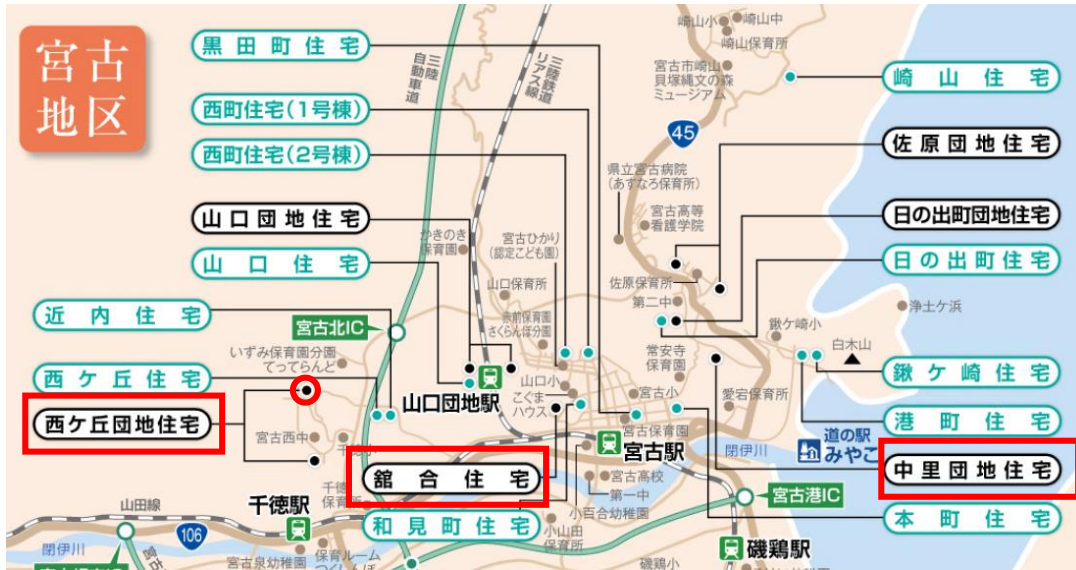 宮古
地区
黒田町住宅
西町住宅(1号棟)
西町住宅(2号棟)
山口団地住宅
山口住宅
近内住宅
西ケ丘住宅
西ケ丘団地住宅
三陸
自動車道
三陸鉄道
リアス線
崎山小
崎山中
崎山保育所
宮古市崎山
貝塚縄文の森
ミュージアム
45
崎山住宅
佐原団地住宅
日の出町団地住宅
日の出町住宅
県立宮古病院
(あすなろ保育所)
宮古高等
看護学院
かきのき
保育園
宮古ひかり
(認定こども園)
山口保育所
佐原保育所
第二中
浄土ケ浜
鍬ケ崎小
白木山
宮古北IC
いずみ保育園分園
てってらんど
さくらんぼ分園
常安寺
保育園
山口団地駅
山口小
こぐま
ハウス
宮古小
愛宕保育所
鍬ケ崎住宅
港町住宅
中里団地住宅
本町住宅
宮古西中
千徳小
舘合住宅
和見町住宅
宮古保育園
宮古駅
閉伊川
道の駅
みやこ
宮古高校
第一中
小百合幼稚園
宮古港IC
山田線
千徳駅
106
閉伊川
宮古泉幼稚園
保育ルーム
つくしんぼ
小山田
保育所
磯鶏駅
磯鶏小